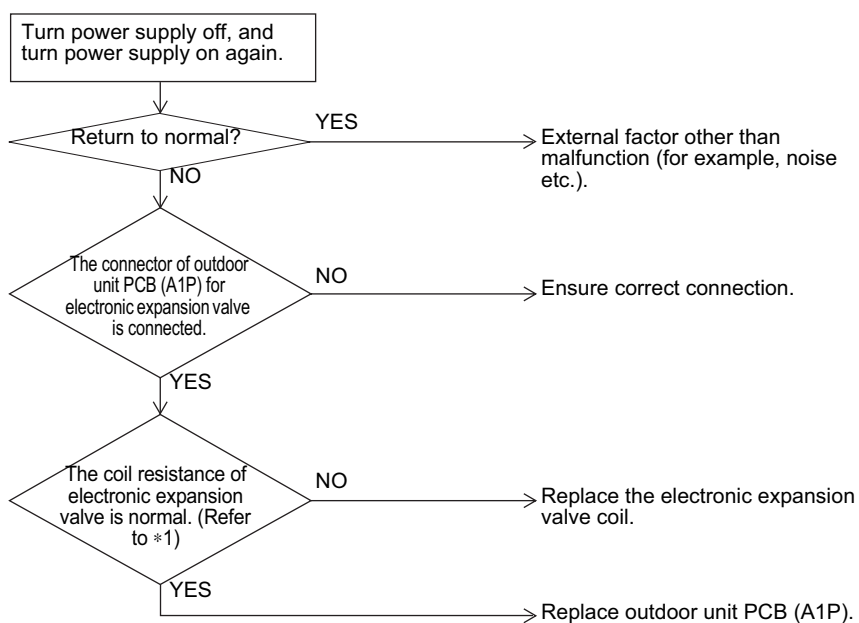 Turn power supply off, and
turn power supply on again.
Return to normal?
YES
External factor other than
malfunction (for example, noise
etc.).
NO
The connector of outdoor
unit PCB (A1P) for
electronic expansion valve
is connected.
NO
Ensure correct connection.
YES
The coil resistance of
electronic expansion
valve is normal. (Refer
to *1)
NO
Replace the electronic expansion
valve coil.
YES
Replace outdoor unit PCB (A1P).